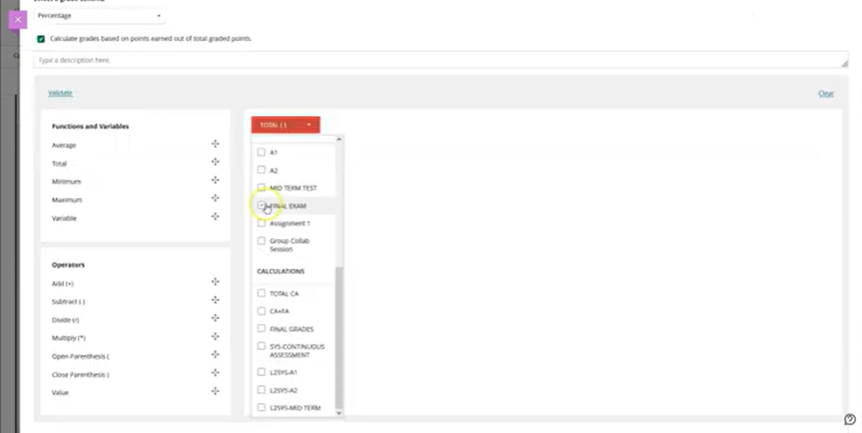 Percentage
Calculate grades based on points earned out of total graded points.
Type a description here.
Validate
Clear
Functions and Variables
Average
Total
Minimum
Maximum
Variable
Operators
Add (+)
Subtract (-)
Divide (/)
Multiply (*)
Open Parenthesis (
Close Parenthesis )
Value
TOTAL ( )
A1
A2
MID TERM TEST
FINAL EXAM
Assignment 1
Group Collab
Session
CALCULATIONS
TOTAL CA
CA+FA
FINAL GRADES
SYS-CONTINUOUS
ASSESSMENT
L2SYS-A1
L2SYS-A2
L2SYS-MID TERM